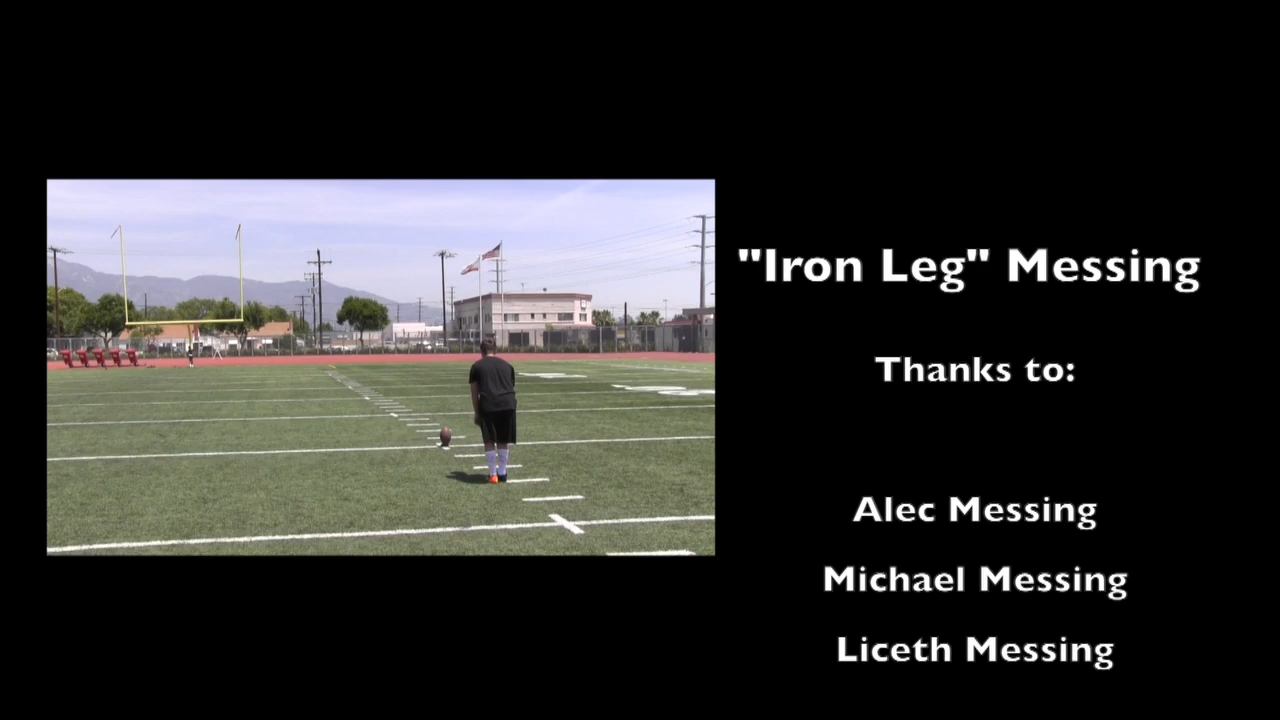 "Iron Leg" Messing
Thanks to:
Alec Messing
Michael Messing
Liceth Messing